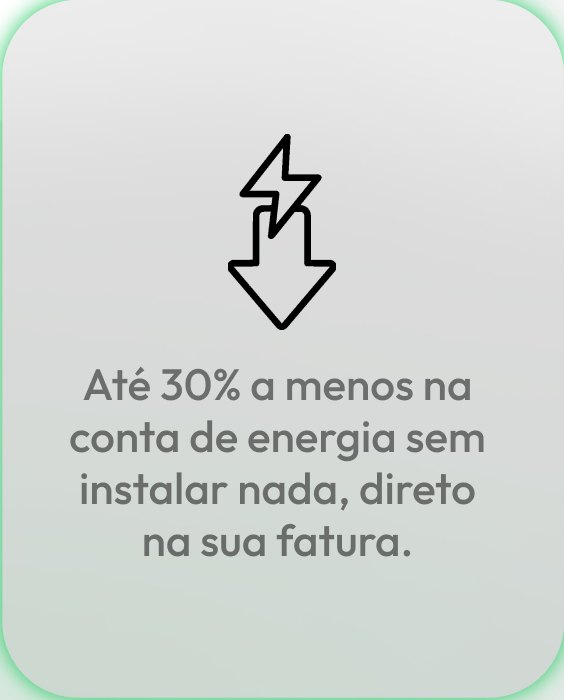 Até 30% a menos na
conta de energia sem
instalar nada, direto
na sua fatura.